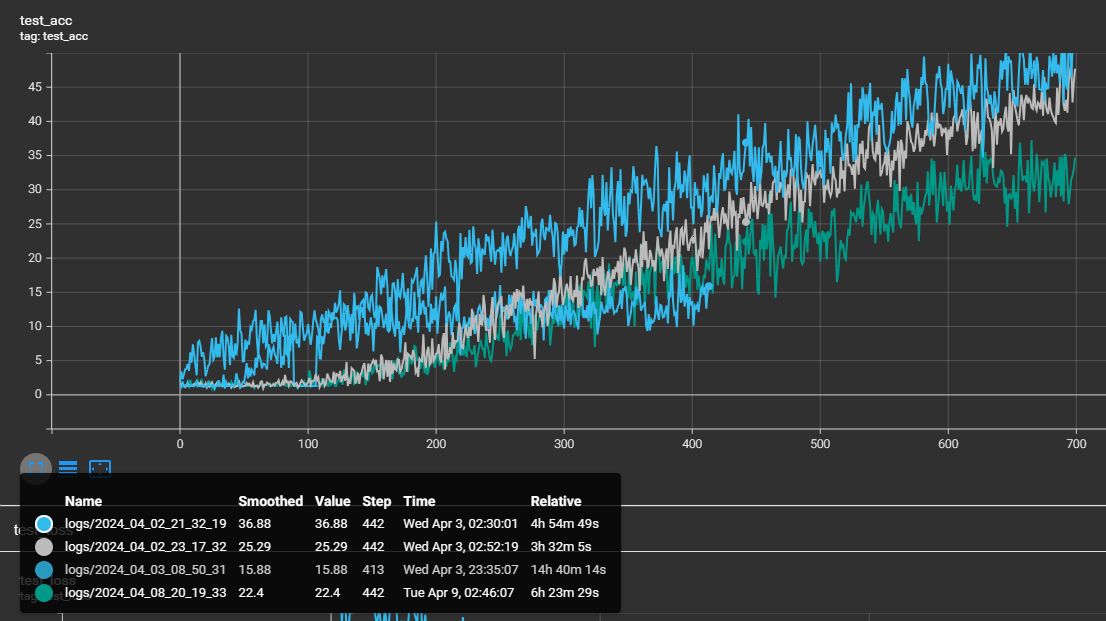 test_acc
tag: test_acc
45
40
35
30
25
20
15
10
5
0
0 100 200 300 400 500 600 700
Name Smoothed Value Step Time Relative
logs/2024_04_02_21_32_19 36.88 36.88 442 Wed Apr 3, 02:30:01 4h 54m 49s
logs/2024_04_02_23_17_32 25.29 25.29 442 Wed Apr 3, 02:52:19 3h 32m 5s
test_loss
logs/2024_04_03_08_50_31 15.88 15.88 413 Wed Apr 3, 23:35:07 14h 40m 14s
test_loss
logs/2024_04_08_20_19_33 22.4 22.4 442 Tue Apr 9, 02:46:07 6h 23m 29s